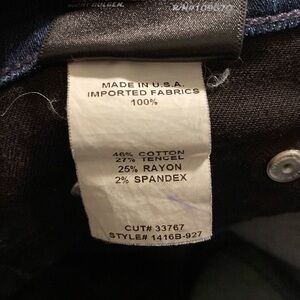 MADE IN U.S.A.
IMPORTED FABRICS
100%
46% COTTON
27% TENCEL
25% RAYON
2% SPANDEX
CUT# 33767
STYLE# 1416B-927